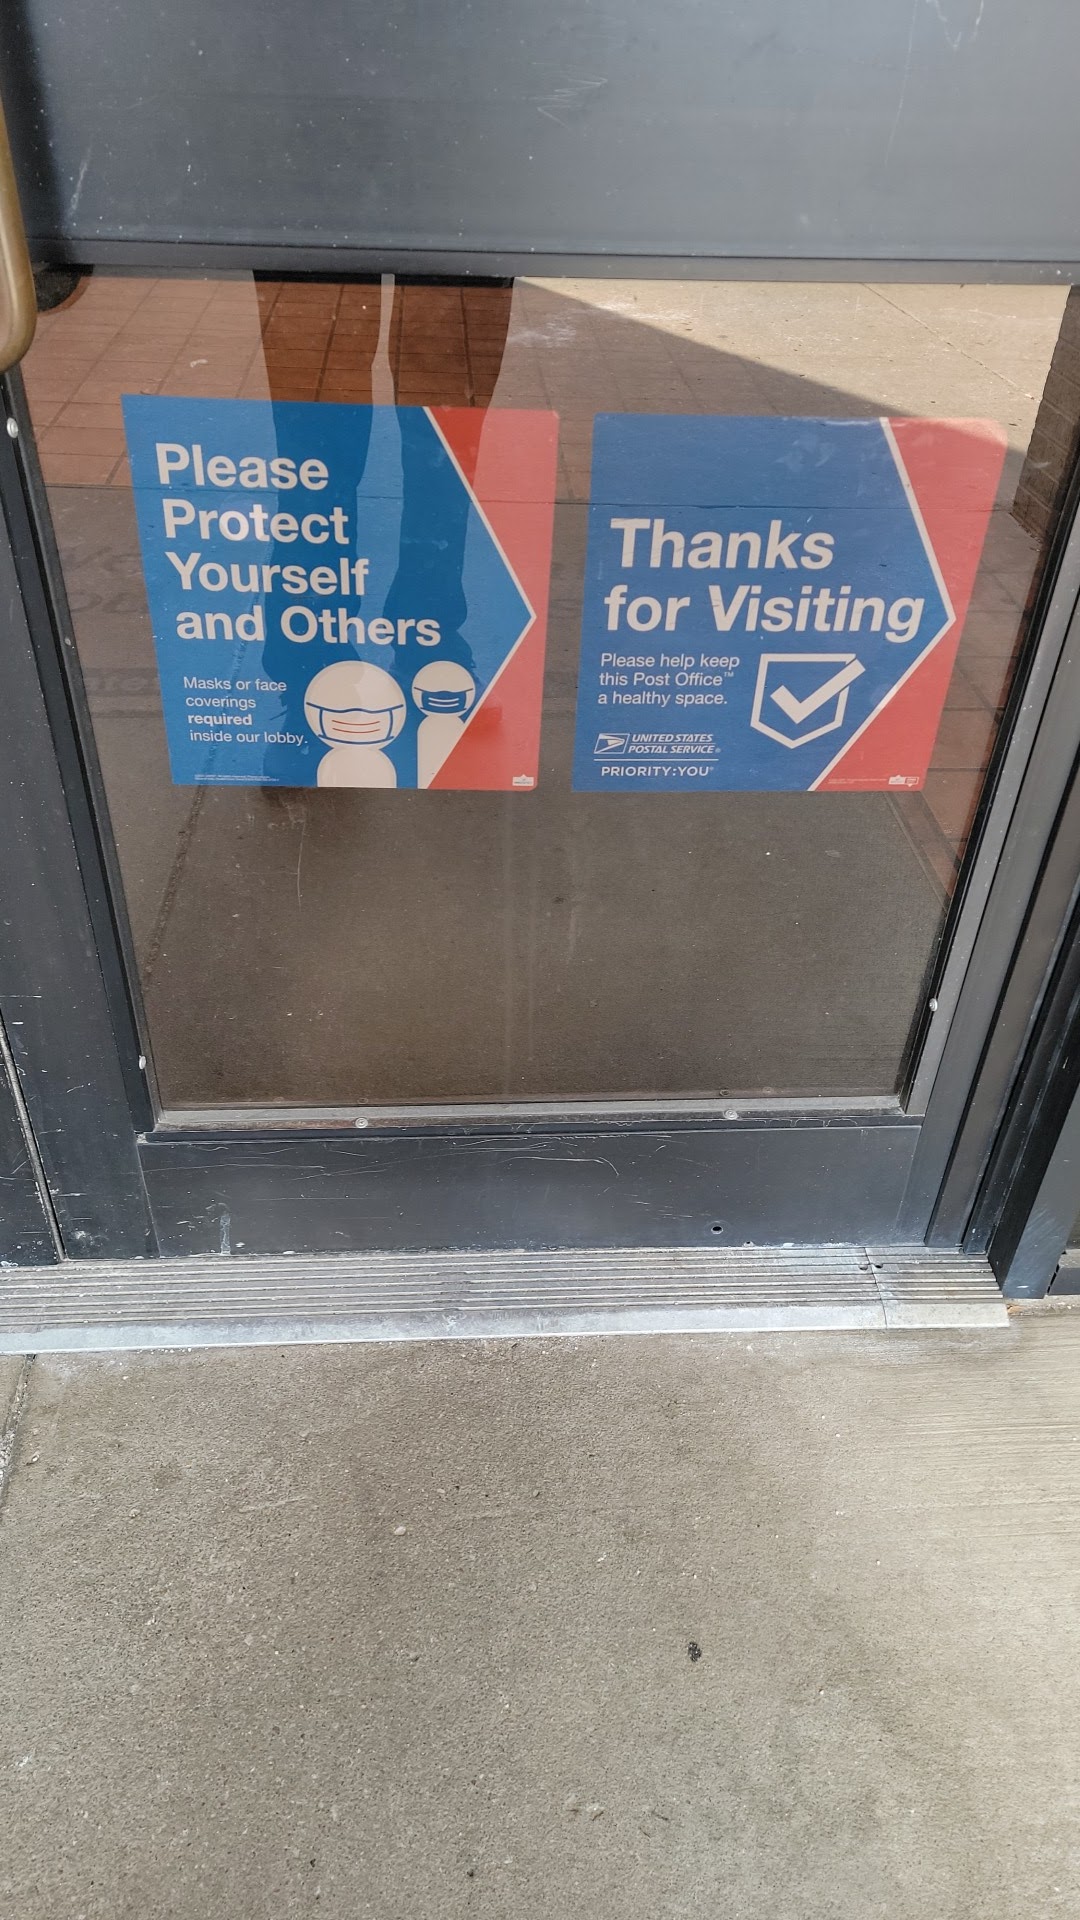 Please
Protect
Yourself
and Others
Masks or face
coverings
required
inside our lobby.
Thanks
for Visiting
Please help keep
this Post Office™
a healthy space.
UNITED STATES
POSTAL SERVICE®
PRIORITY:YOU®